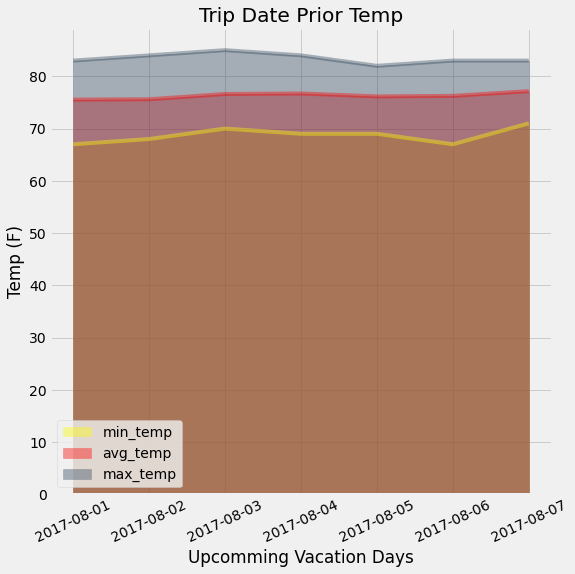 Trip Date Prior Temp
Temp (F)
80
70
60
50
40
30
20
10
0
min_temp
avg_temp
max_temp
2017-08-01
2017-08-02
2017-08-03
2017-08-04
2017-08-05
2017-08-06
2017-08-07
Upcomming Vacation Days